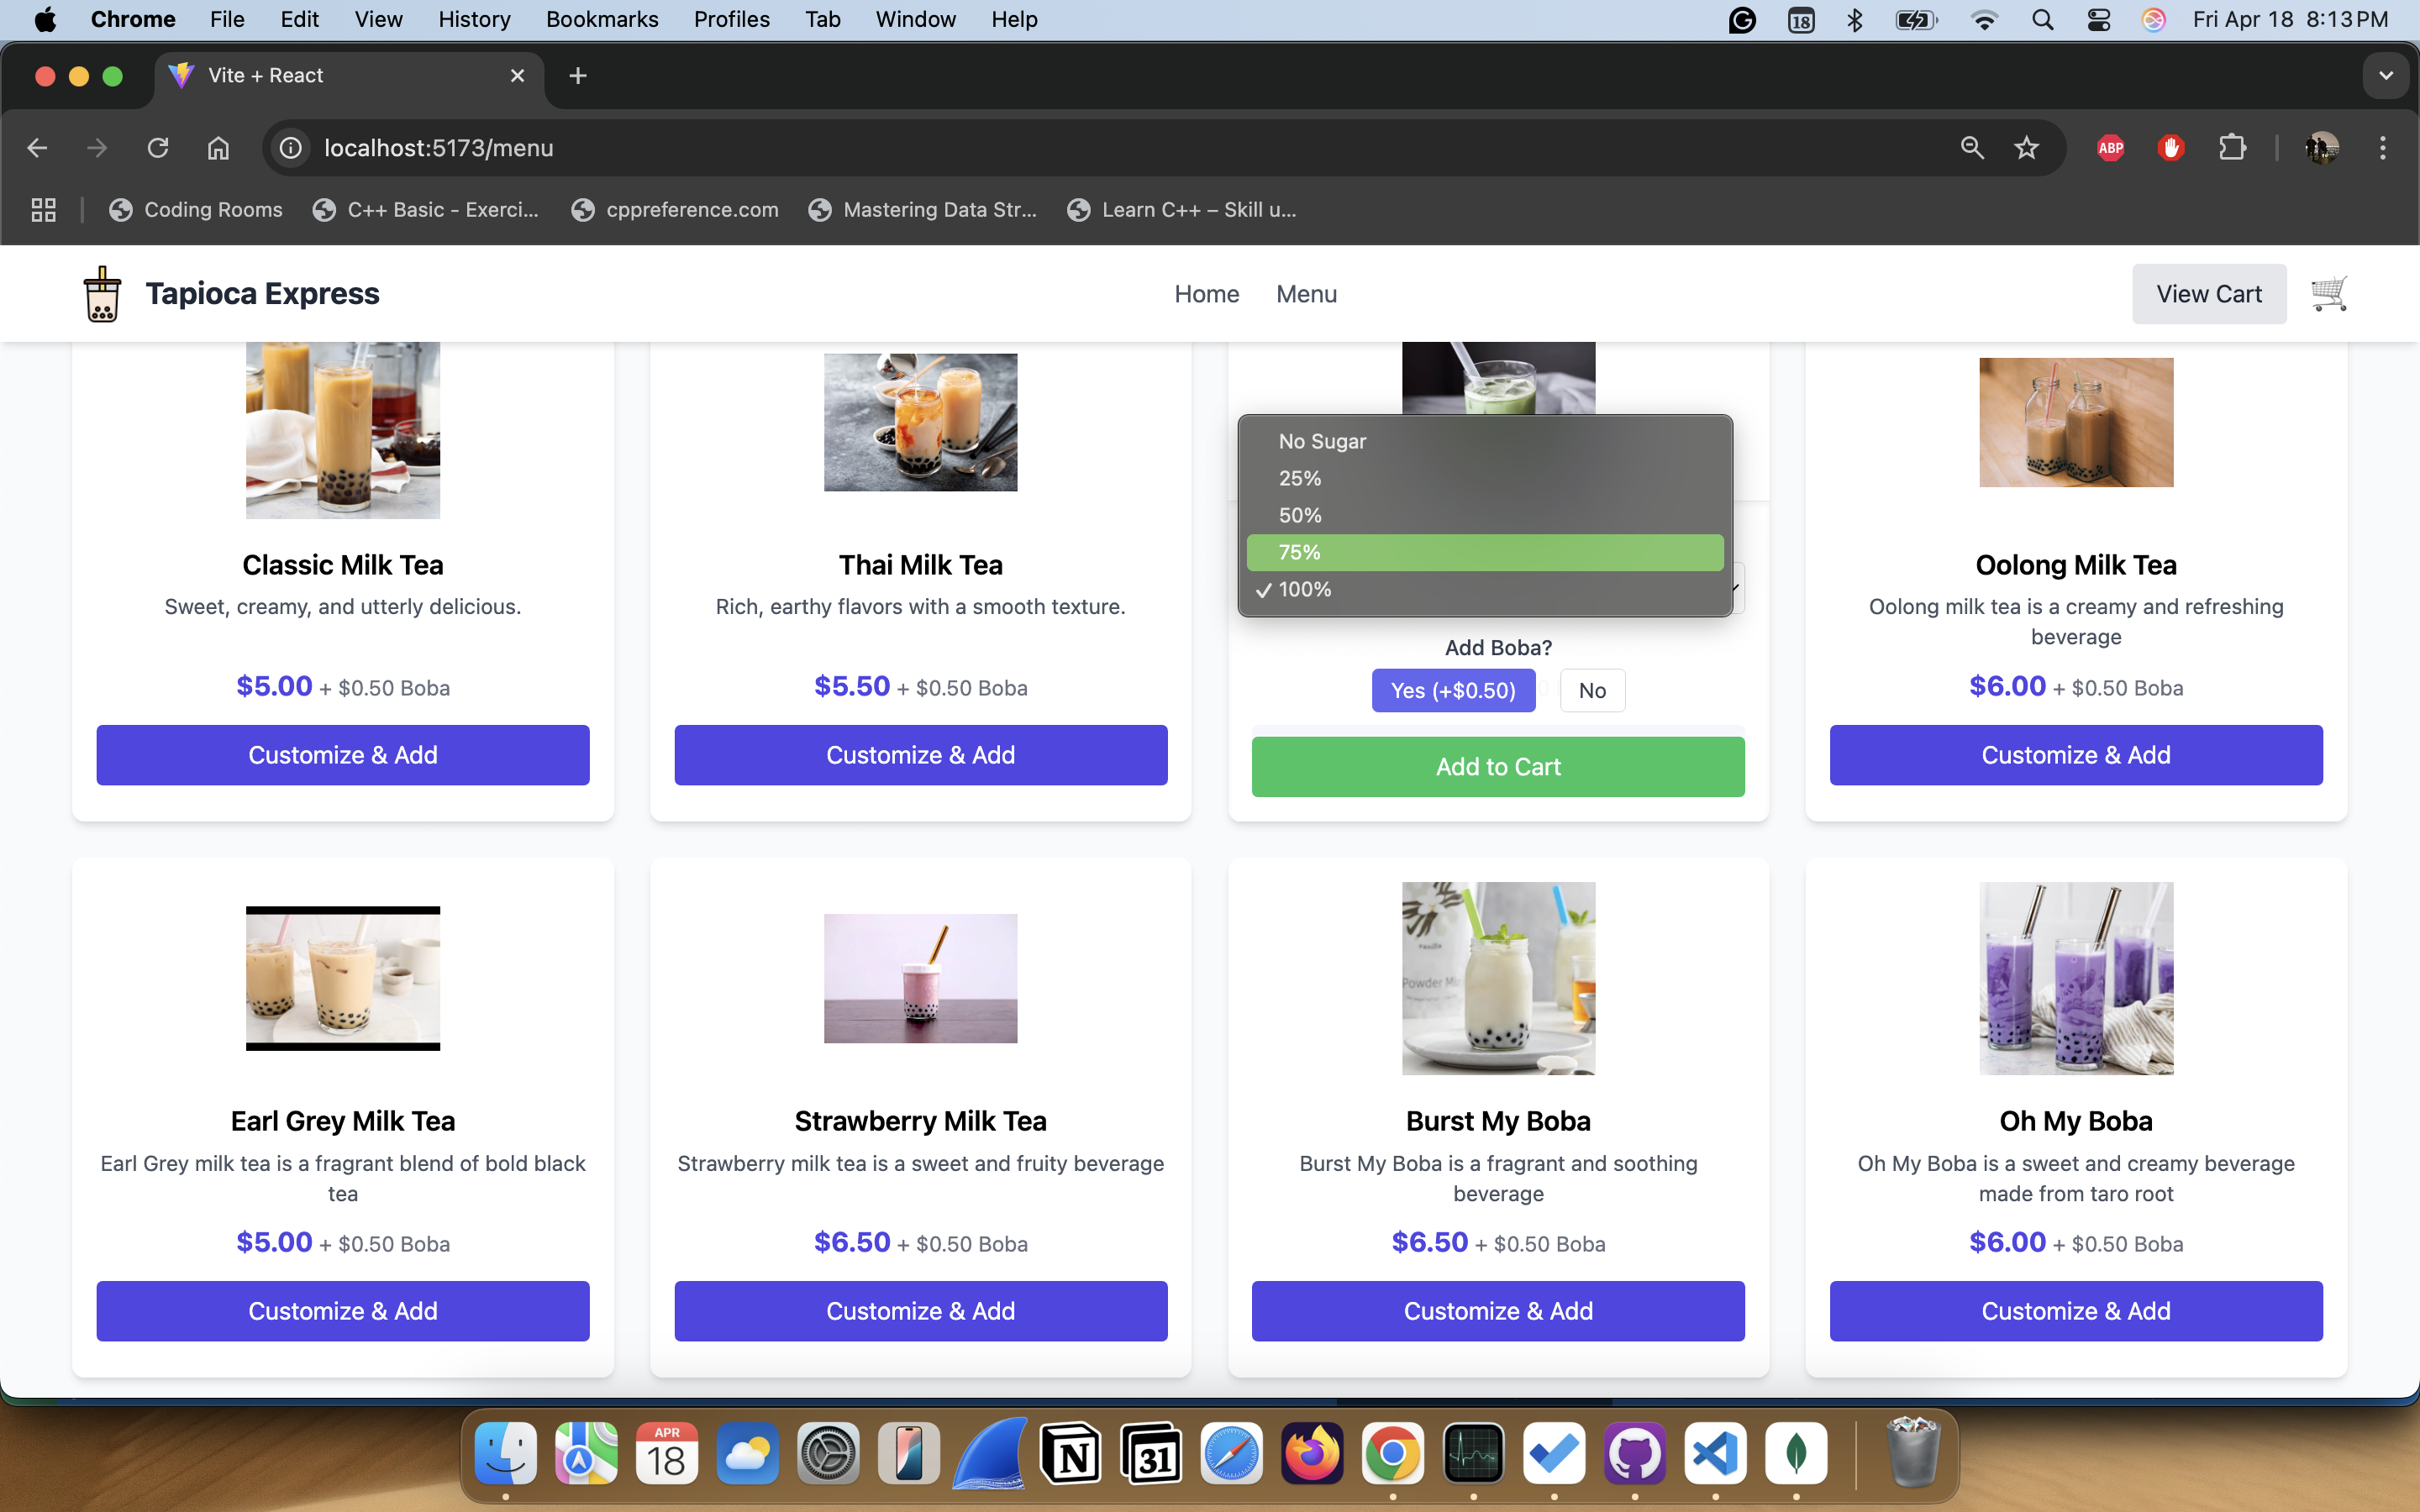 Chrome File Edit View History Bookmarks Profiles Tab Window Help 18 Fri Apr 18 8:13 PM
Vite + React
localhost:5173/menu ABP
Coding Rooms C++ Basic - Exerci... cppreference.com Mastering Data Str... Learn C++ – Skill u...
Tapioca Express Home Menu View Cart
No Sugar
25%
50%
75%
✓ 100%
Classic Milk Tea
Sweet, creamy, and utterly delicious.
$5.00 + $0.50 Boba
Customize & Add
Thai Milk Tea
Rich, earthy flavors with a smooth texture.
$5.50 + $0.50 Boba
Customize & Add
Add Boba?
Yes (+$0.50) No
Add to Cart
Oolong Milk Tea
Oolong milk tea is a creamy and refreshing
beverage
$6.00 + $0.50 Boba
Customize & Add
Earl Grey Milk Tea
Earl Grey milk tea is a fragrant blend of bold black
tea
$5.00 + $0.50 Boba
Customize & Add
Strawberry Milk Tea
Strawberry milk tea is a sweet and fruity beverage
$6.50 + $0.50 Boba
Customize & Add
Burst My Boba
Burst My Boba is a fragrant and soothing
beverage
$6.50 + $0.50 Boba
Customize & Add
Oh My Boba
Oh My Boba is a sweet and creamy beverage
made from taro root
$6.00 + $0.50 Boba
Customize & Add
APR
18
31